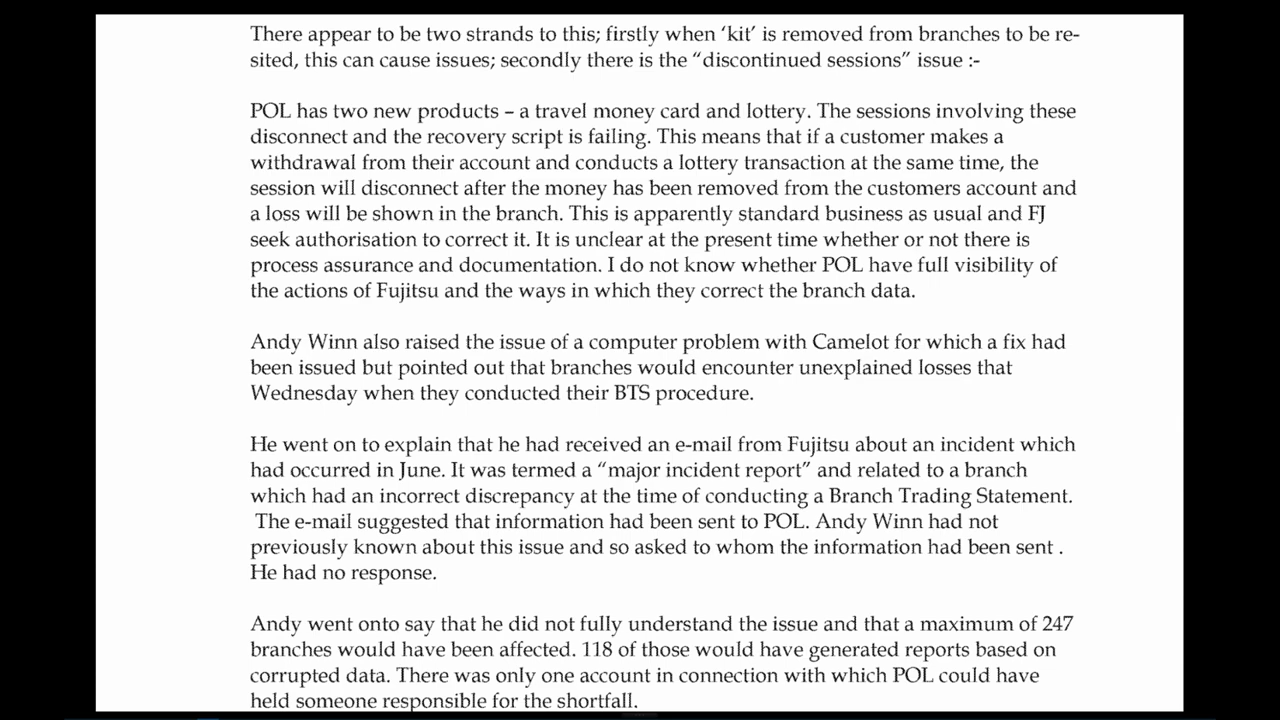 There appear to be two strands to this; firstly when ‘kit’ is removed from branches to be re-
sited, this can cause issues; secondly there is the “discontinued sessions” issue :-
POL has two new products – a travel money card and lottery. The sessions involving these
disconnect and the recovery script is failing. This means that if a customer makes a
withdrawal from their account and conducts a lottery transaction at the same time, the
session will disconnect after the money has been removed from the customers account and
a loss will be shown in the branch. This is apparently standard business as usual and FJ
seek authorisation to correct it. It is unclear at the present time whether or not there is
process assurance and documentation. I do not know whether POL have full visibility of
the actions of Fujitsu and the ways in which they correct the branch data.
Andy Winn also raised the issue of a computer problem with Camelot for which a fix had
been issued but pointed out that branches would encounter unexplained losses that
Wednesday when they conducted their BTS procedure.
He went on to explain that he had received an e-mail from Fujitsu about an incident which
had occurred in June. It was termed a “major incident report” and related to a branch
which had an incorrect discrepancy at the time of conducting a Branch Trading Statement.
The e-mail suggested that information had been sent to POL. Andy Winn had not
previously known about this issue and so asked to whom the information had been sent .
He had no response.
Andy went onto say that he did not fully understand the issue and that a maximum of 247
branches would have been affected. 118 of those would have generated reports based on
corrupted data. There was only one account in connection with which POL could have
held someone responsible for the shortfall.